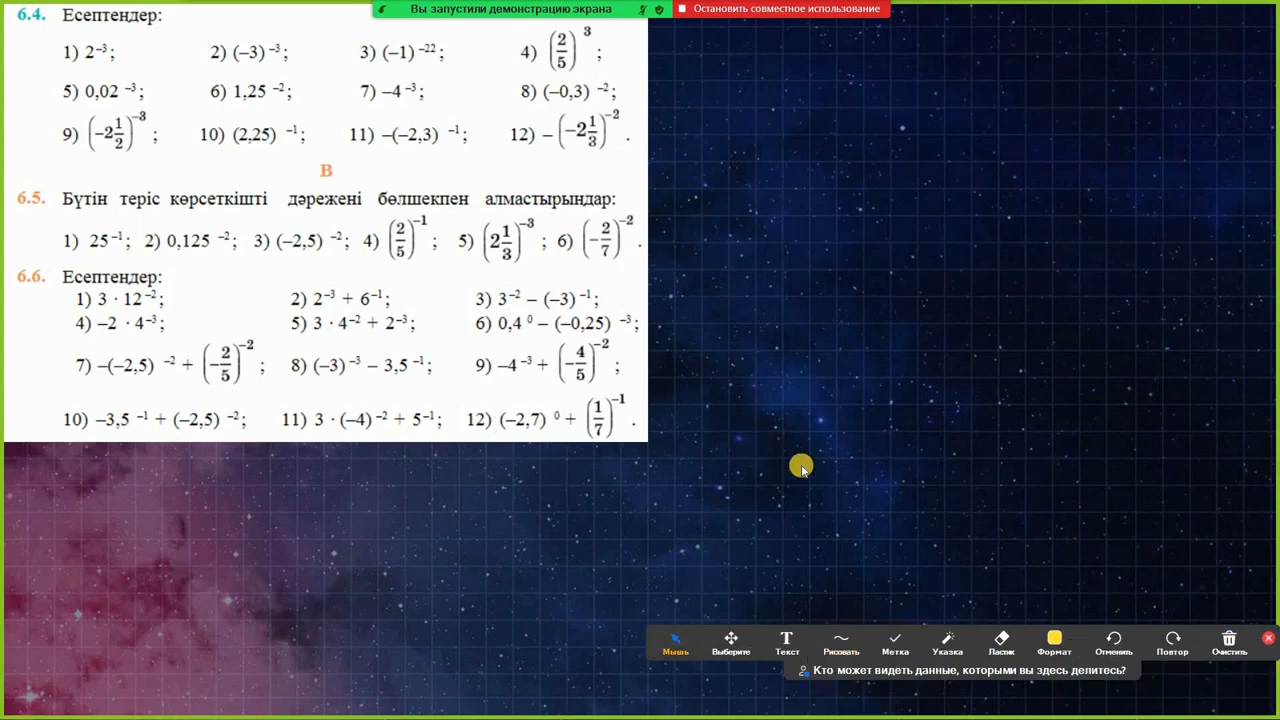 Вы запустили демонстрацию экрана
Остановить совместное использование
6.4. Есептеңдер:
1) 2⁻³; 2) (–3)⁻³; 3) (–1)⁻²²; 4) (2/5)³;
5) 0,02⁻³; 6) 1,25⁻²; 7) –4⁻³; 8) (–0,3)⁻²;
9) (–2 1/2)⁻³; 10) (2,25)⁻¹; 11) –(–2,3)⁻¹; 12) –(–2 1/3)⁻².
В
6.5. Бүтін теріс көрсеткішті дәрежені бөлшекпен алмастырыңдар:
1) 25⁻¹; 2) 0,125⁻²; 3) (–2,5)⁻²; 4) (2/5)⁻¹; 5) (2 1/3)⁻³; 6) (–2/7)⁻².
6.6. Есептеңдер:
1) 3 · 12⁻²; 2) 2⁻³ + 6⁻¹; 3) 3⁻² – (–3)⁻¹;
4) –2 · 4⁻³; 5) 3 · 4⁻² + 2⁻³; 6) 0,4⁰ – (–0,25)⁻³;
7) –(–2,5)⁻² + (–2/5)⁻²; 8) (–3)⁻³ – 3,5⁻¹; 9) –4⁻³ + (–4/5)⁻²;
10) –3,5⁻¹ + (–2,5)⁻²; 11) 3 · (–4)⁻² + 5⁻¹; 12) (–2,7)⁰ + (1/7)⁻¹.
Мышь Выберите Текст Рисовать Метка Указка Ластик Формат Отменить Повтор Очистить
Кто может видеть данные, которыми вы здесь делитесь?